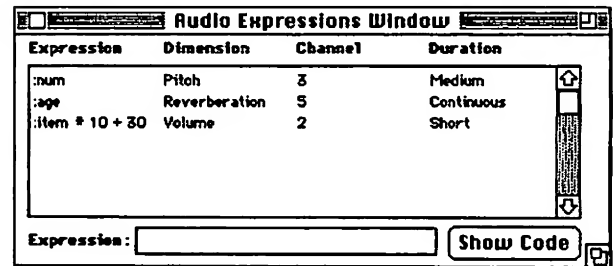 Audio Expressions Window
Expression Dimension Channel Duration
:num Pitch 3 Medium
:age Reverberation 5 Continuous
:item * 10 + 30 Volume 2 Short
Expression: Show Code